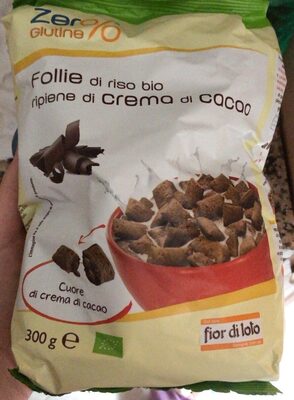 Zer%
Glutine
Follie di riso bio
ripiene di crema di cacao
Cuore
di crema di cacao
300 g e
fior di loto